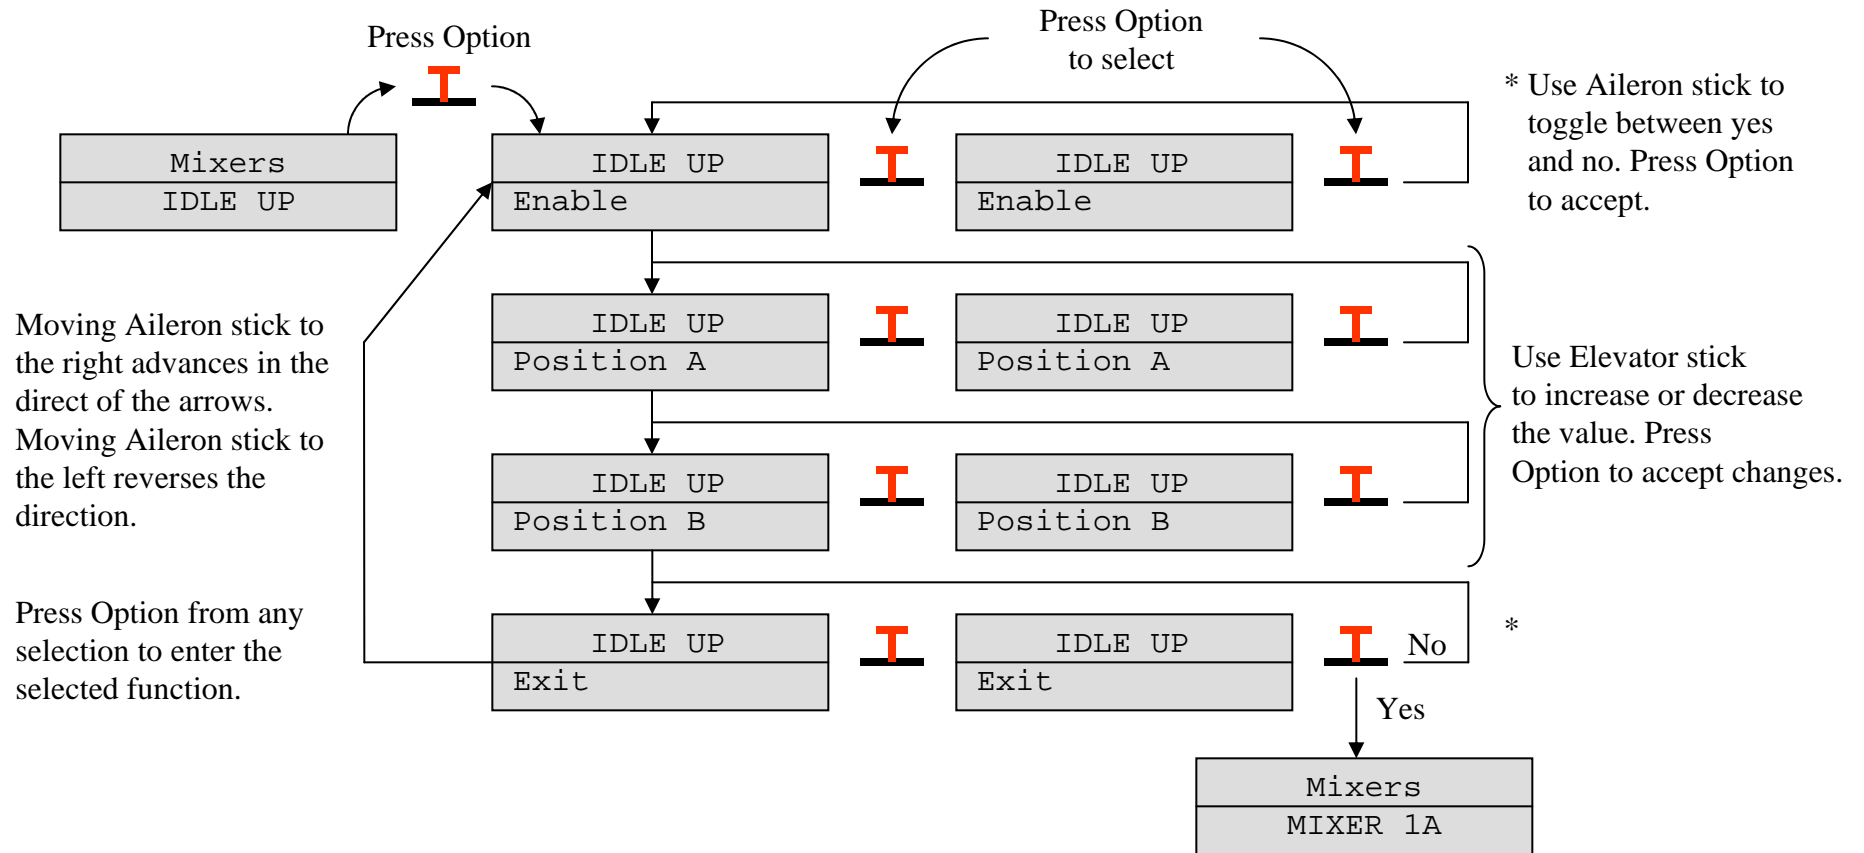 Press Option
Press Option
to select
* Use Aileron stick to
toggle between yes
and no. Press Option
to accept.
Mixers
IDLE UP
IDLE UP
Enable
IDLE UP
Enable
Moving Aileron stick to
the right advances in the
direct of the arrows.
Moving Aileron stick to
the left reverses the
direction.
IDLE UP
Position A
IDLE UP
Position A
Use Elevator stick
to increase or decrease
the value. Press
Option to accept changes.
IDLE UP
Position B
IDLE UP
Position B
Press Option from any
selection to enter the
selected function.
IDLE UP
Exit
IDLE UP
Exit
No
*
Yes
Mixers
MIXER 1A